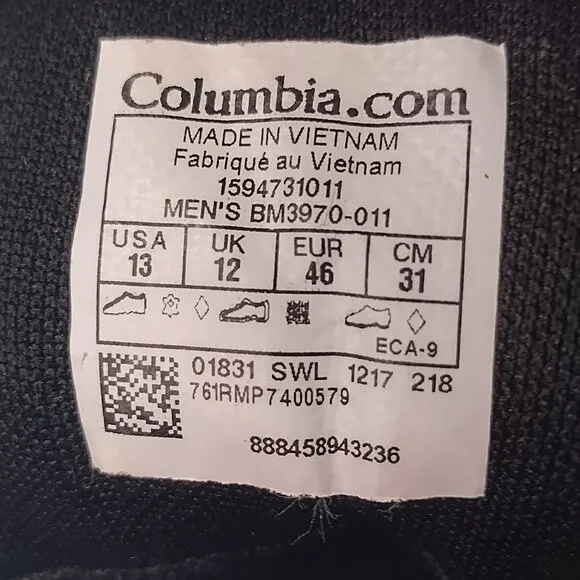 Columbia.com
MADE IN VIETNAM
Fabriqué au Vietnam
1594731011
MEN'S BM3970-011
USA UK EUR CM
13 12 46 31
ECA-9
01831 SWL 1217 218
761RMP7400579
888458943236